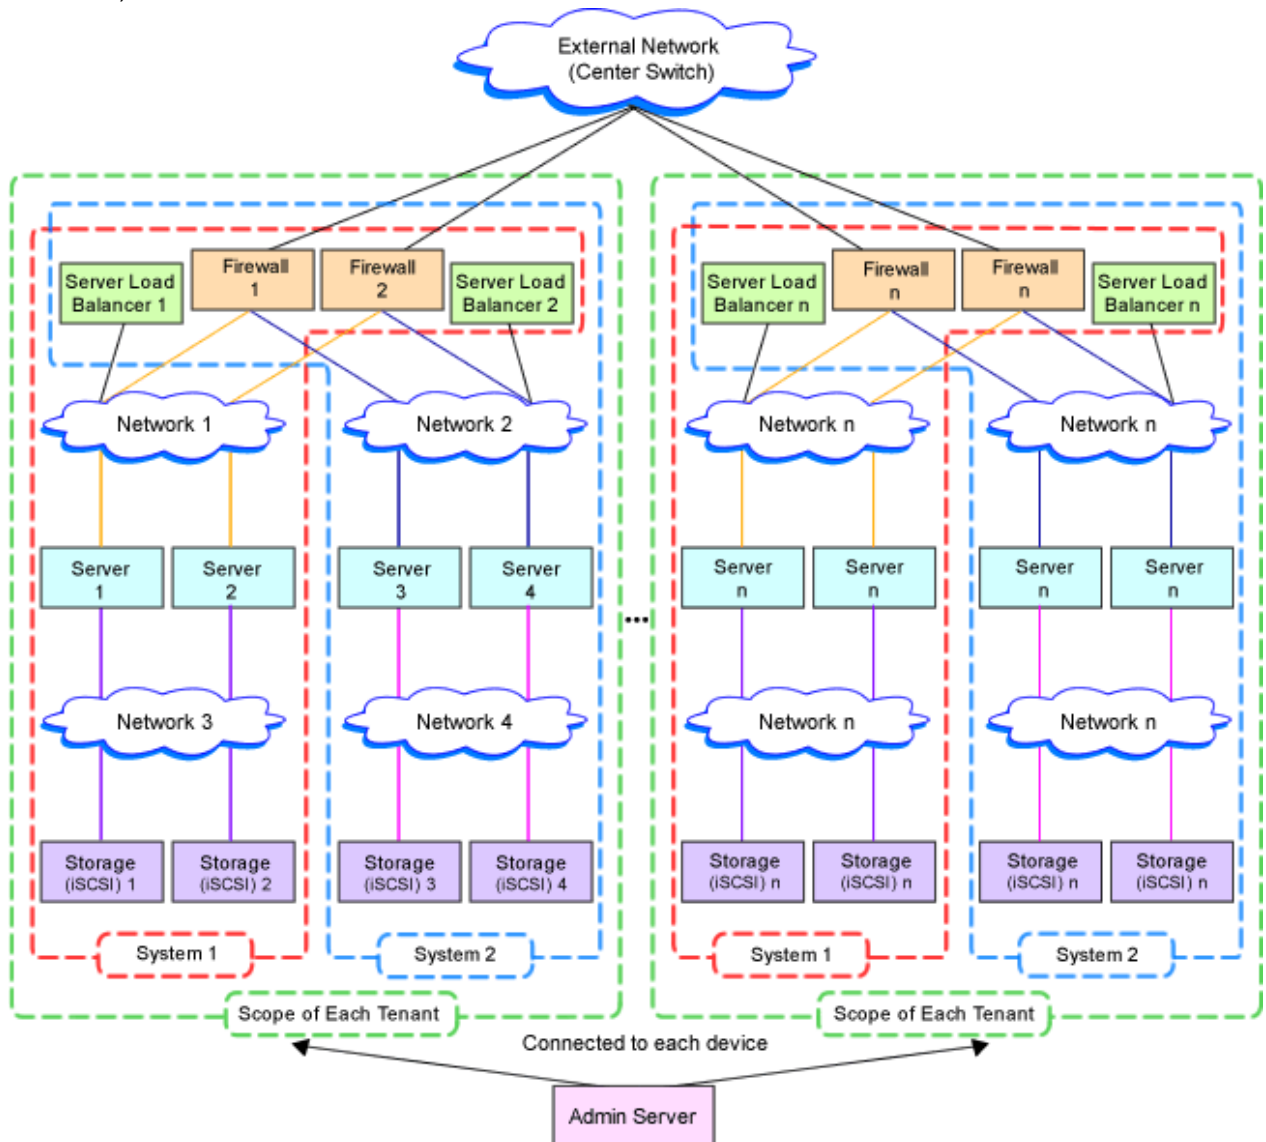 External Network
(Center Switch)
Server Load
Balancer 1
Firewall
1
Firewall
2
Server Load
Balancer 2
Server Load
Balancer n
Firewall
n
Firewall
n
Server Load
Balancer n
Network 1
Network 2
Network n
Network n
Server
1
Server
2
Server
3
Server
4
Server
n
Server
n
Server
n
Server
n
...
Network 3
Network 4
Network n
Network n
Storage
(iSCSI) 1
Storage
(iSCSI) 2
Storage
(iSCSI) 3
Storage
(iSCSI) 4
Storage
(iSCSI) n
Storage
(iSCSI) n
Storage
(iSCSI) n
Storage
(iSCSI) n
System 1
System 2
System 1
System 2
Scope of Each Tenant
Scope of Each Tenant
Connected to each device
Admin Server